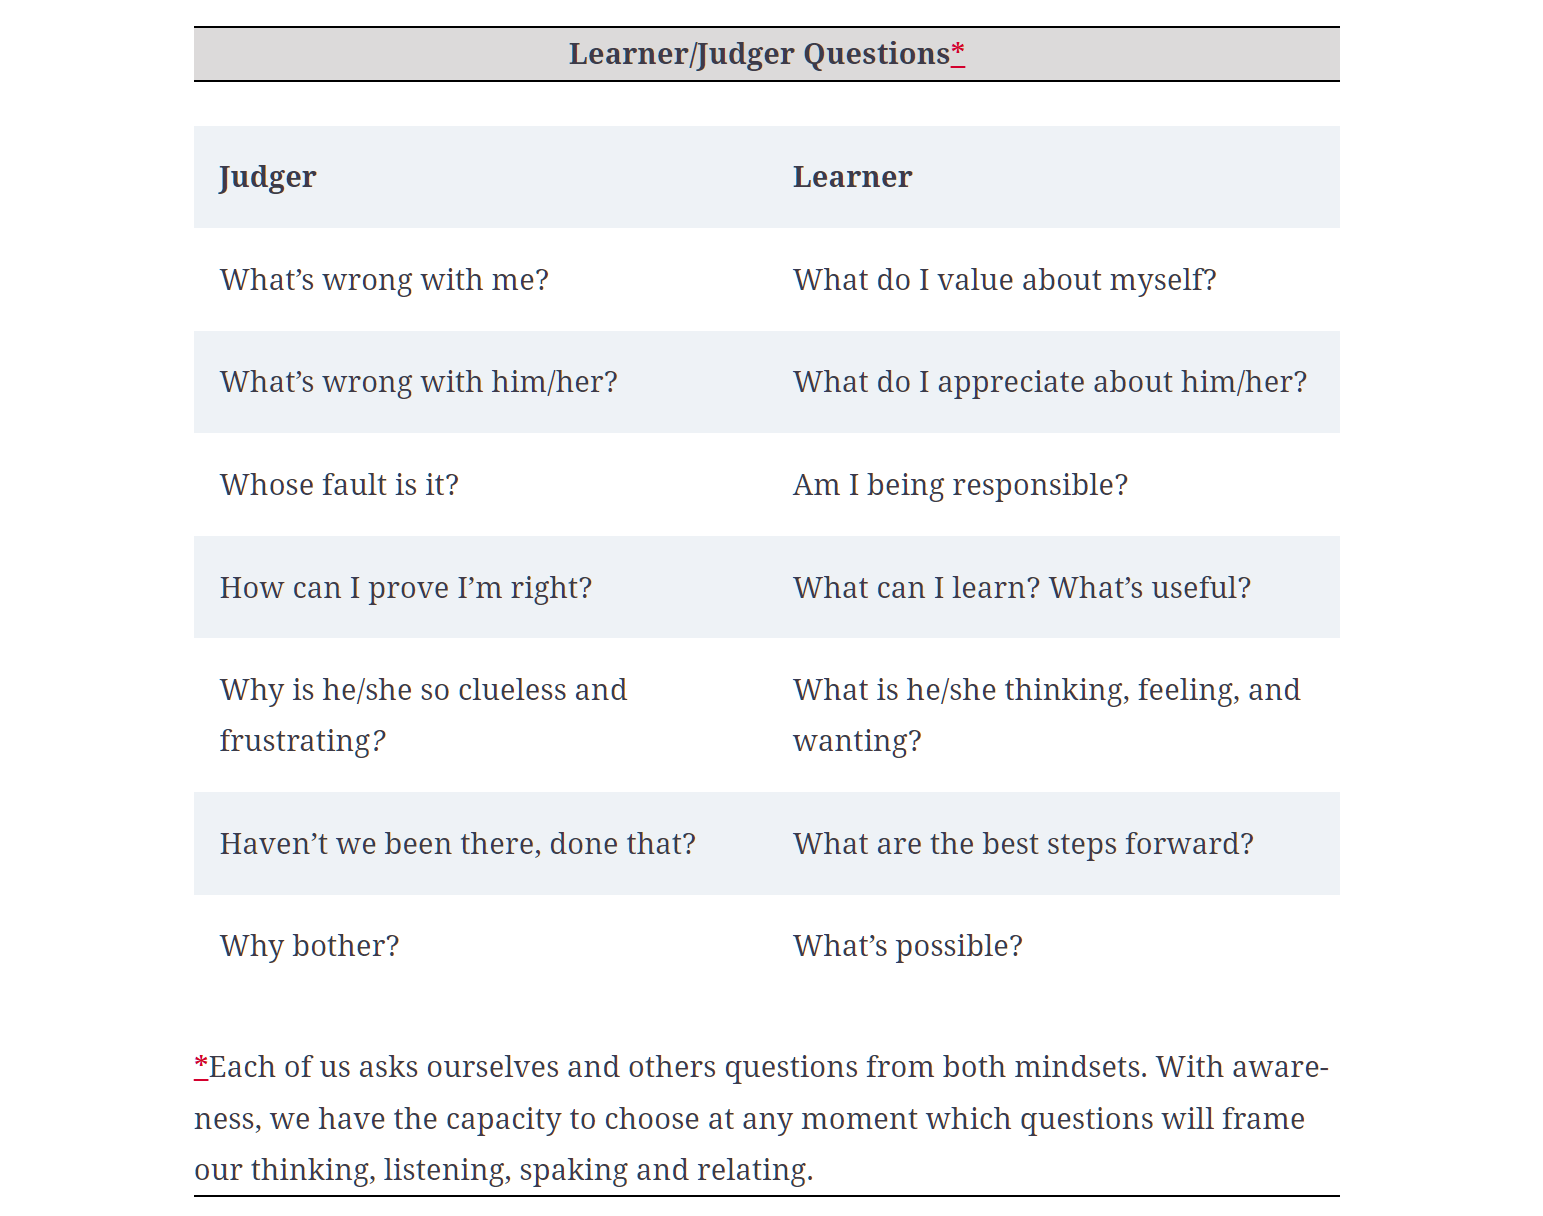 Learner/Judger Questions*
Judger Learner
What’s wrong with me? What do I value about myself?
What’s wrong with him/her? What do I appreciate about him/her?
Whose fault is it? Am I being responsible?
How can I prove I’m right? What can I learn? What’s useful?
Why is he/she so clueless and What is he/she thinking, feeling, and
frustrating? wanting?
Haven’t we been there, done that? What are the best steps forward?
Why bother? What’s possible?
*Each of us asks ourselves and others questions from both mindsets. With aware-
ness, we have the capacity to choose at any moment which questions will frame
our thinking, listening, spaking and relating.